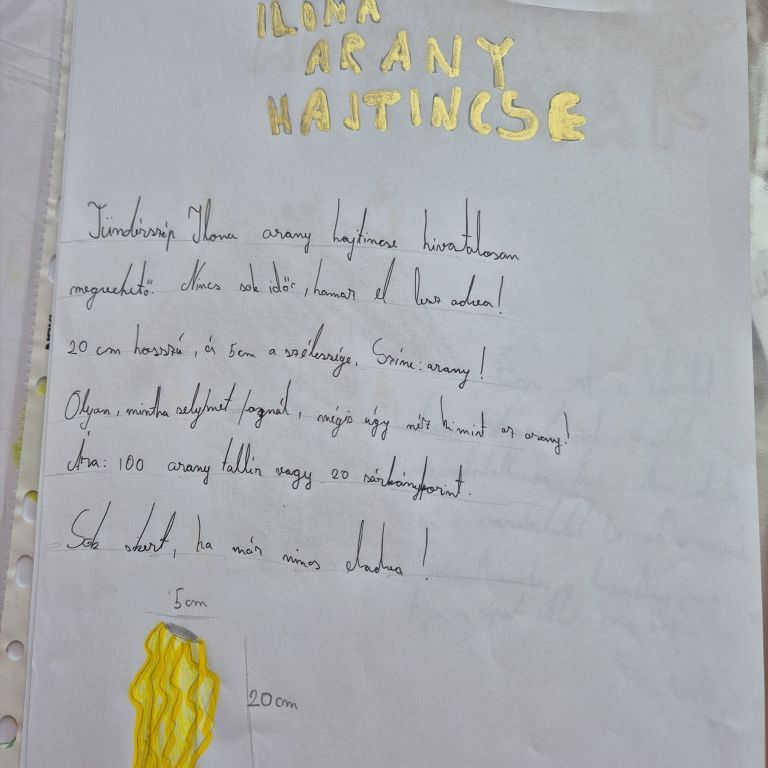 ILONA
ARANY
HAJTINCSE
Tündérszép Ilona arany hajtincse hivatalosan
megvehető. Nincs sok idő, hamar el lesz adva!
20 cm hosszú, és 5cm a szélessége. Színe: arany!
Olyan, mintha selymet fognál, mégis úgy néz ki mint az arany!
Ára: 100 arany tallér vagy 20 sárkányforint.
Sok sikert, ha már nincs eladva!
5cm
20cm